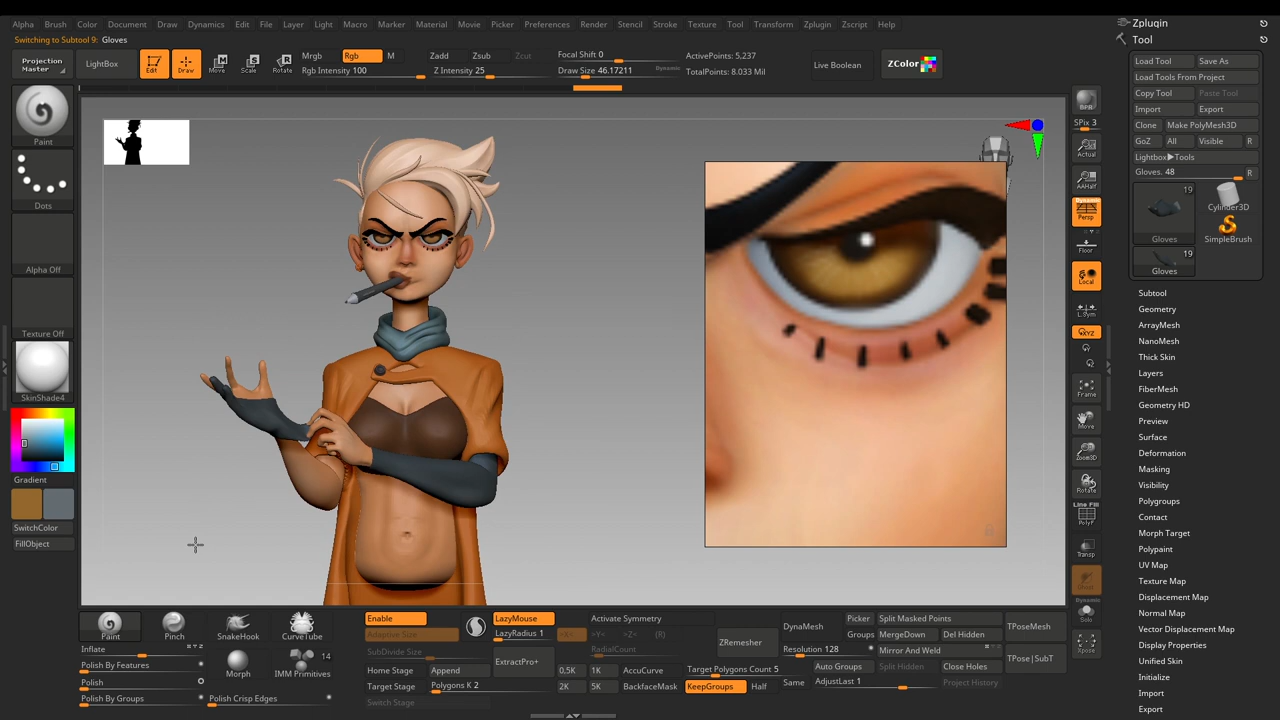 Alpha Brush Color Document Draw Dynamics Edit File Layer Light Macro Marker Material Movie Picker Preferences Render Stencil Stroke Texture Tool Transform Zplugin Zscript Help
Switching to Subtool 9: Gloves
Projection
Master
LightBox
Edit
Draw
Move
Scale
Rotate
Mrgb Rgb M
Rgb Intensity 100
Zadd Zsub Zcut
Z Intensity 25
Focal Shift 0
Draw Size 46.17211
Dynamic
ActivePoints: 5,237
TotalPoints: 8.033 Mil
Live Boolean
ZColor
Paint
Dots
Alpha Off
Texture Off
SkinShade4
Gradient
SwitchColor
FillObject
BPR
SPix 3
Actual
AAHalf
Dynamic
Persp
Floor
Local
L.Sym
XYZ
Frame
Move
Zoom3D
Rotate
Line Fill
PolyF
Transp
Ghost
Dynamic
Solo
Xpose
Zplugin
Tool
Load Tool Save As
Load Tools From Project
Copy Tool Paste Tool
Import Export
Clone Make PolyMesh3D
GoZ All Visible R
Lightbox▶Tools
Gloves. 48 R
19
Gloves
Cylinder3D
SimpleBrush
19
Gloves
Subtool
Geometry
ArrayMesh
NanoMesh
Thick Skin
Layers
FiberMesh
Geometry HD
Preview
Surface
Deformation
Masking
Visibility
Polygroups
Contact
Morph Target
Polypaint
UV Map
Texture Map
Displacement Map
Normal Map
Vector Displacement Map
Display Properties
Unified Skin
Initialize
Import
Export
Paint
Pinch
SnakeHook
CurveTube
Inflate
Polish By Features
Polish
Polish By Groups
Morph
14
IMM Primitives
Polish Crisp Edges
Enable
Adaptive Size
SubDivide Size
Home Stage Append
Target Stage Polygons K 2
Switch Stage
LazyMouse
LazyRadius 1
ExtractPro+
Activate Symmetry
>X< >Y< >Z< (R)
RadialCount
0,5K 1K AccuCurve
2K 5K BackfaceMask
ZRemesher
Target Polygons Count 5
KeepGroups Half Same
DynaMesh
Resolution 128
Auto Groups
AdjustLast 1
Picker
Groups
Split Masked Points
MergeDown Del Hidden
Mirror And Weld
Split Hidden Close Holes
Project History
TPoseMesh
TPose|SubT